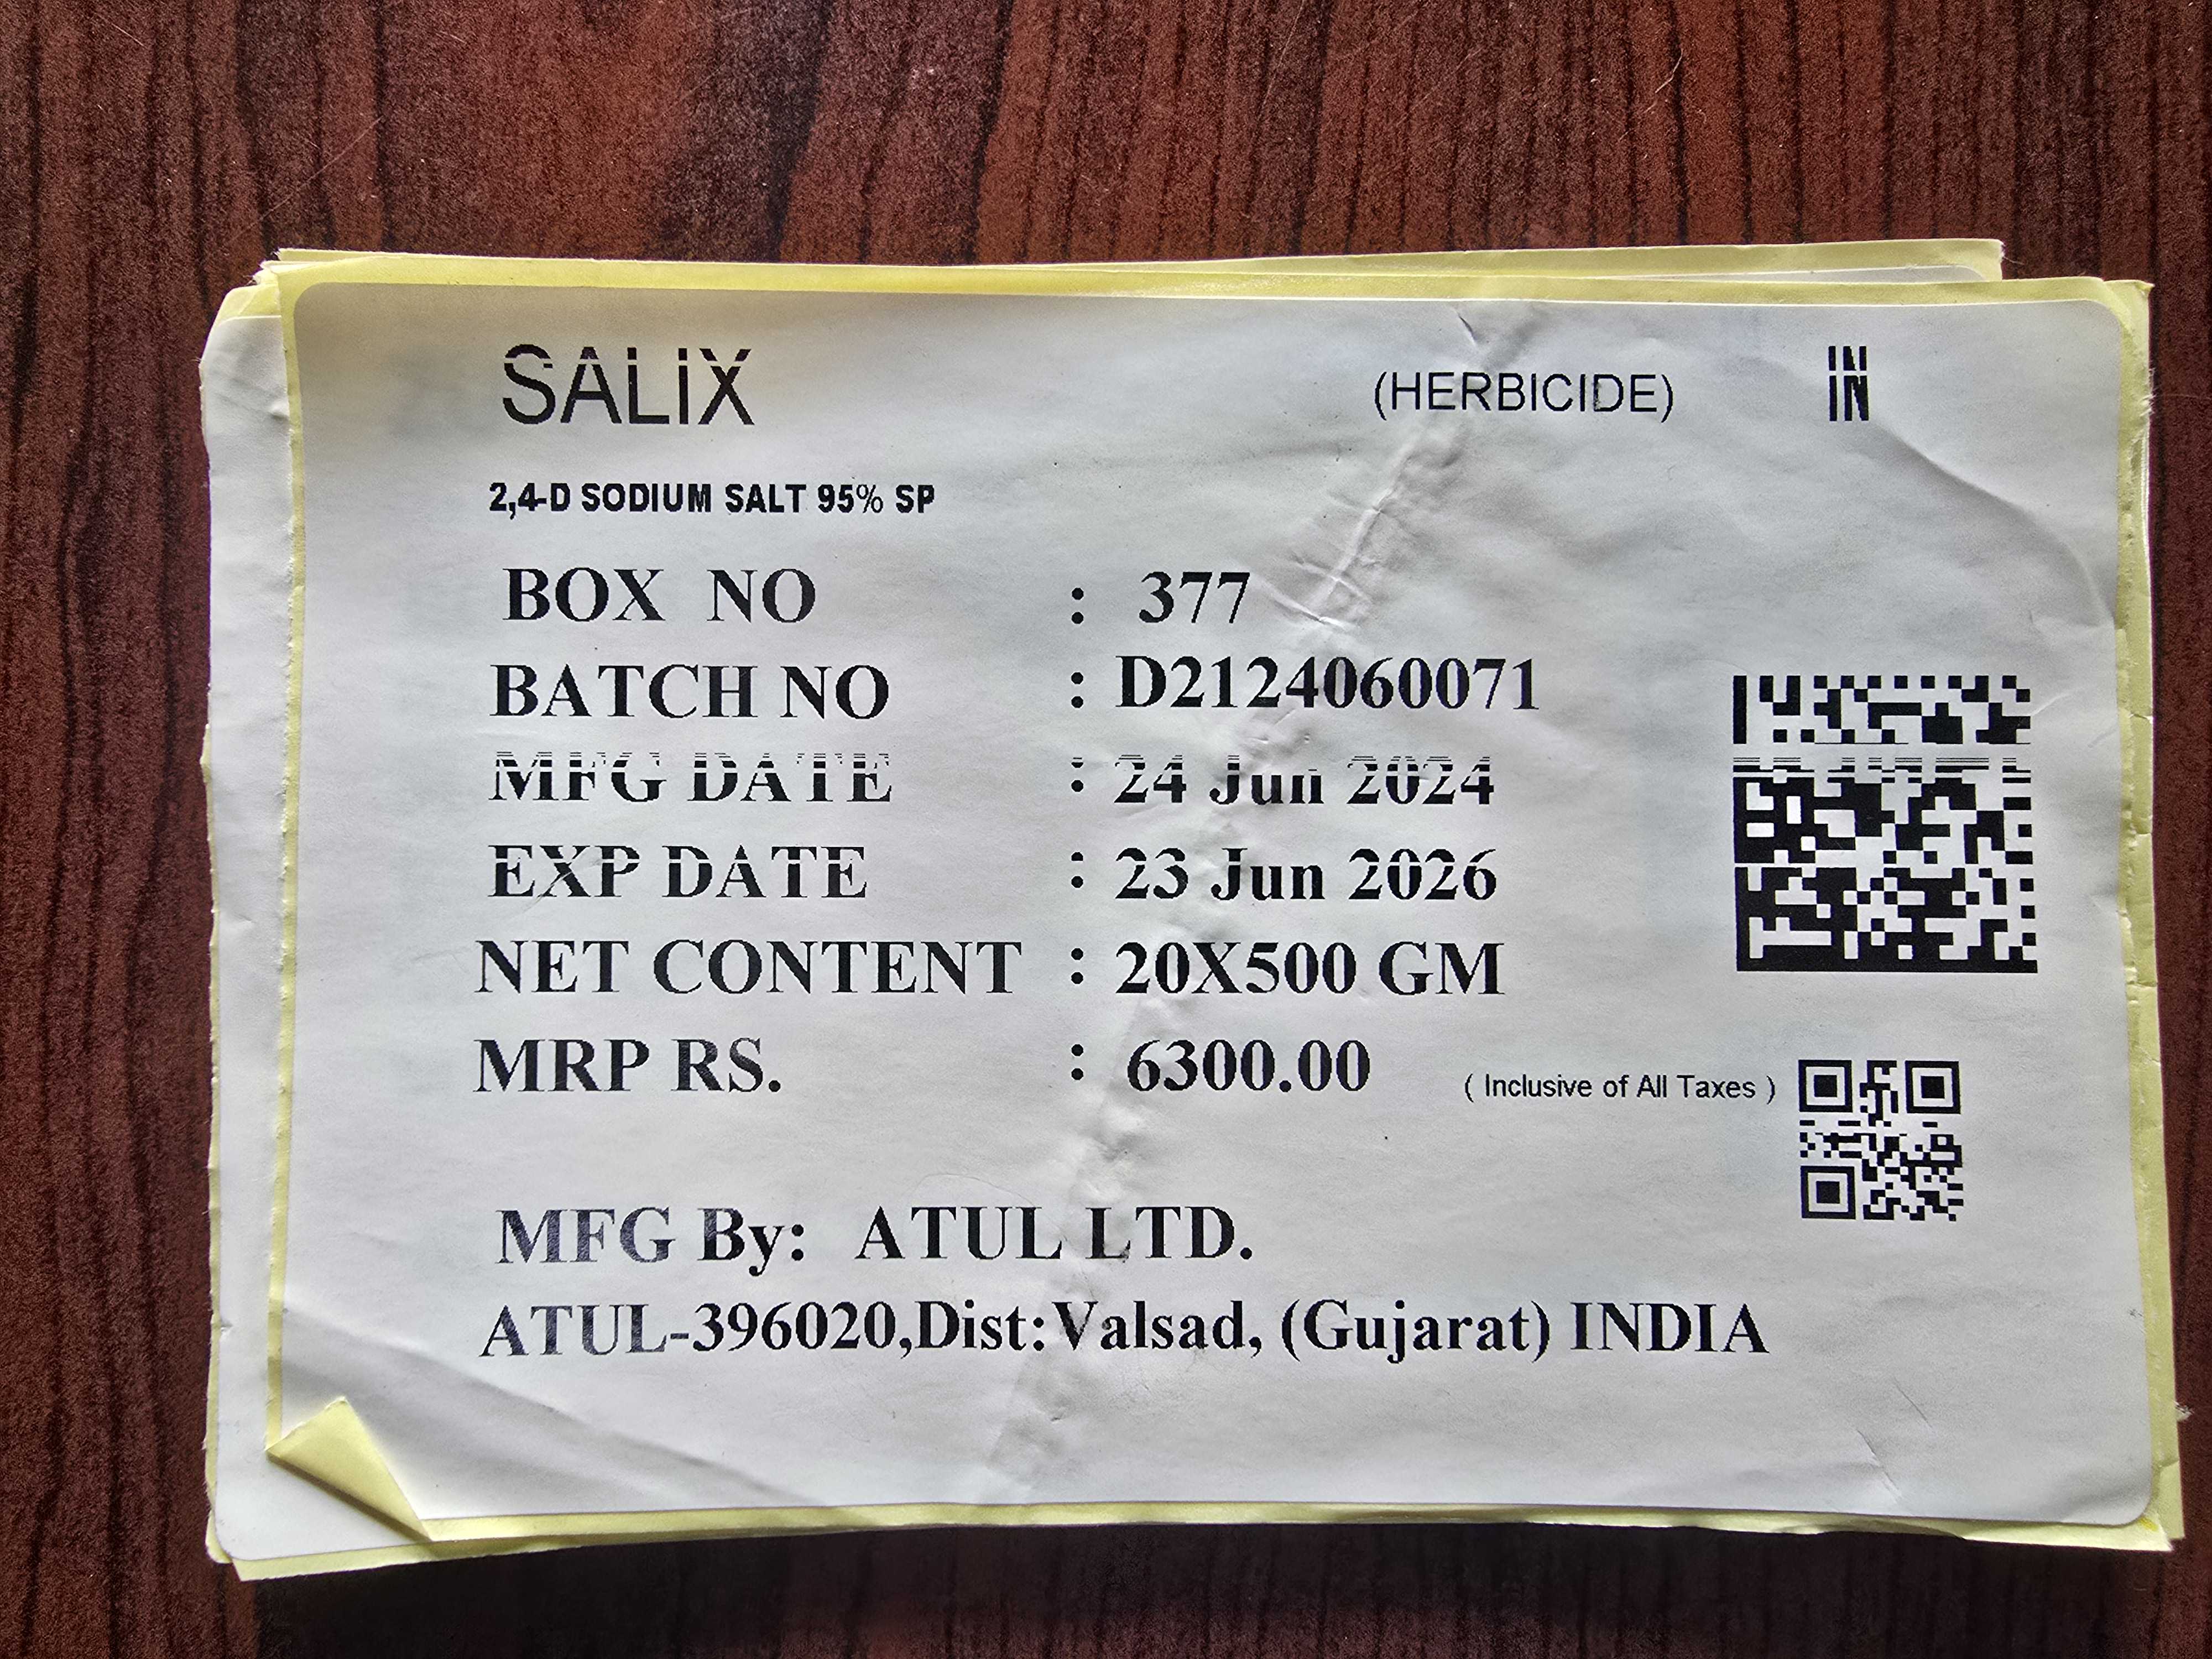 SALiX (HERBICIDE) IN
2,4-D SODIUM SALT 95% SP
BOX NO : 377
BATCH NO : D2124060071
MFG DATE : 24 Jun 2024
EXP DATE : 23 Jun 2026
NET CONTENT : 20X500 GM
MRP RS. : 6300.00 ( Inclusive of All Taxes )
MFG By: ATUL LTD.
ATUL-396020,Dist:Valsad, (Gujarat) INDIA